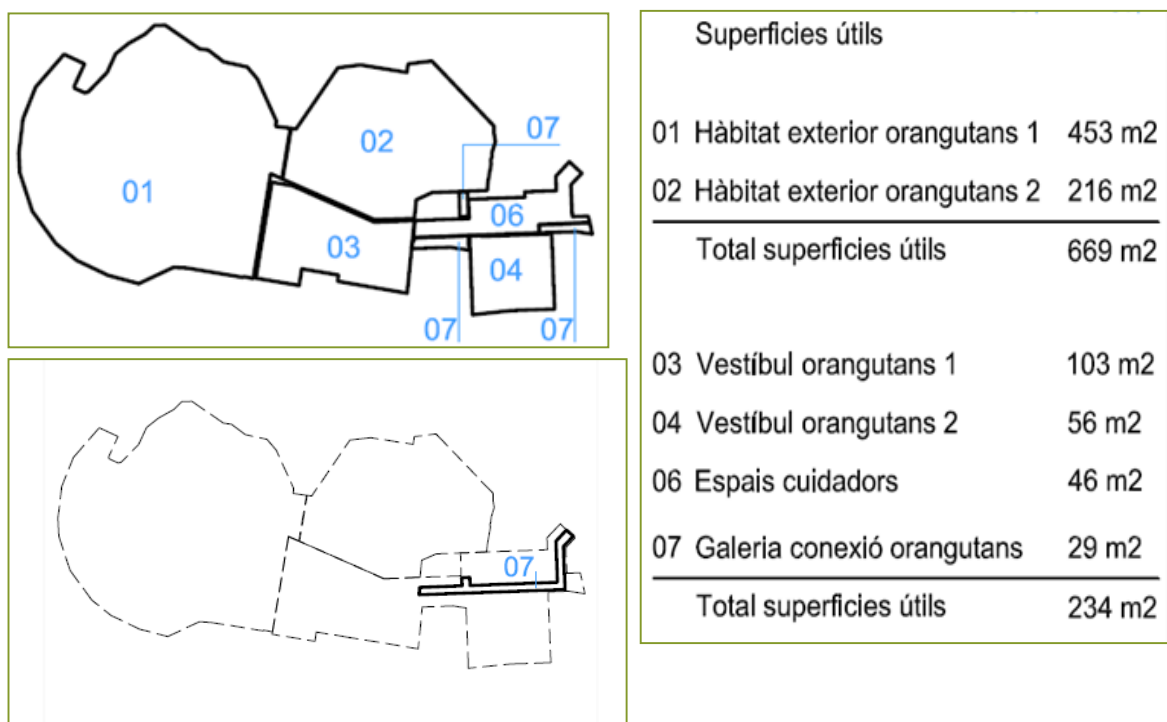 01
02
03
04
06
07
07
07
07
Superficies útils
01 Hàbitat exterior orangutans 1 453 m2
02 Hàbitat exterior orangutans 2 216 m2
Total superficies útils 669 m2
03 Vestíbul orangutans 1 103 m2
04 Vestíbul orangutans 2 56 m2
06 Espais cuidadors 46 m2
07 Galeria conexió orangutans 29 m2
Total superficies útils 234 m2